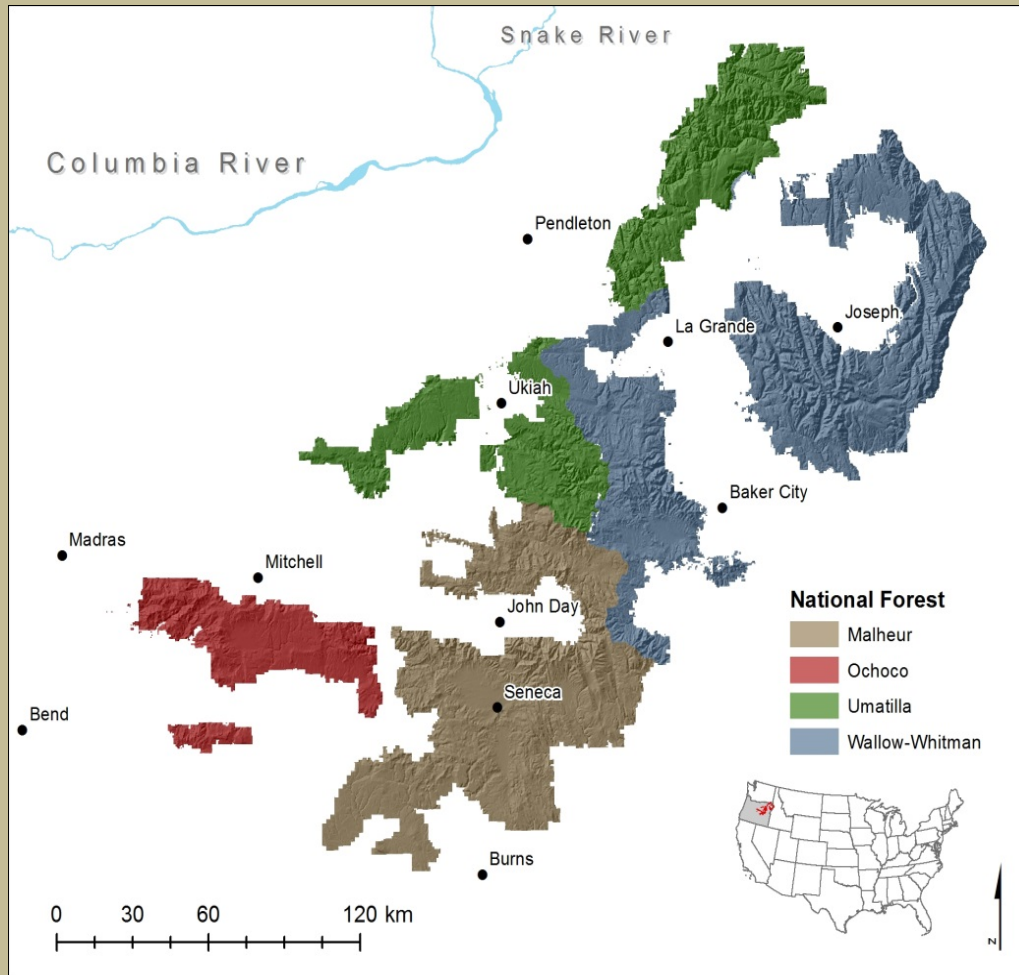 Snake River
Columbia River
Pendleton
La Grande
Joseph
Ukiah
Baker City
Madras
Mitchell
John Day
Seneca
Bend
Burns
National Forest
Malheur
Ochoco
Umatilla
Wallow-Whitman
0 30 60 120 km
N